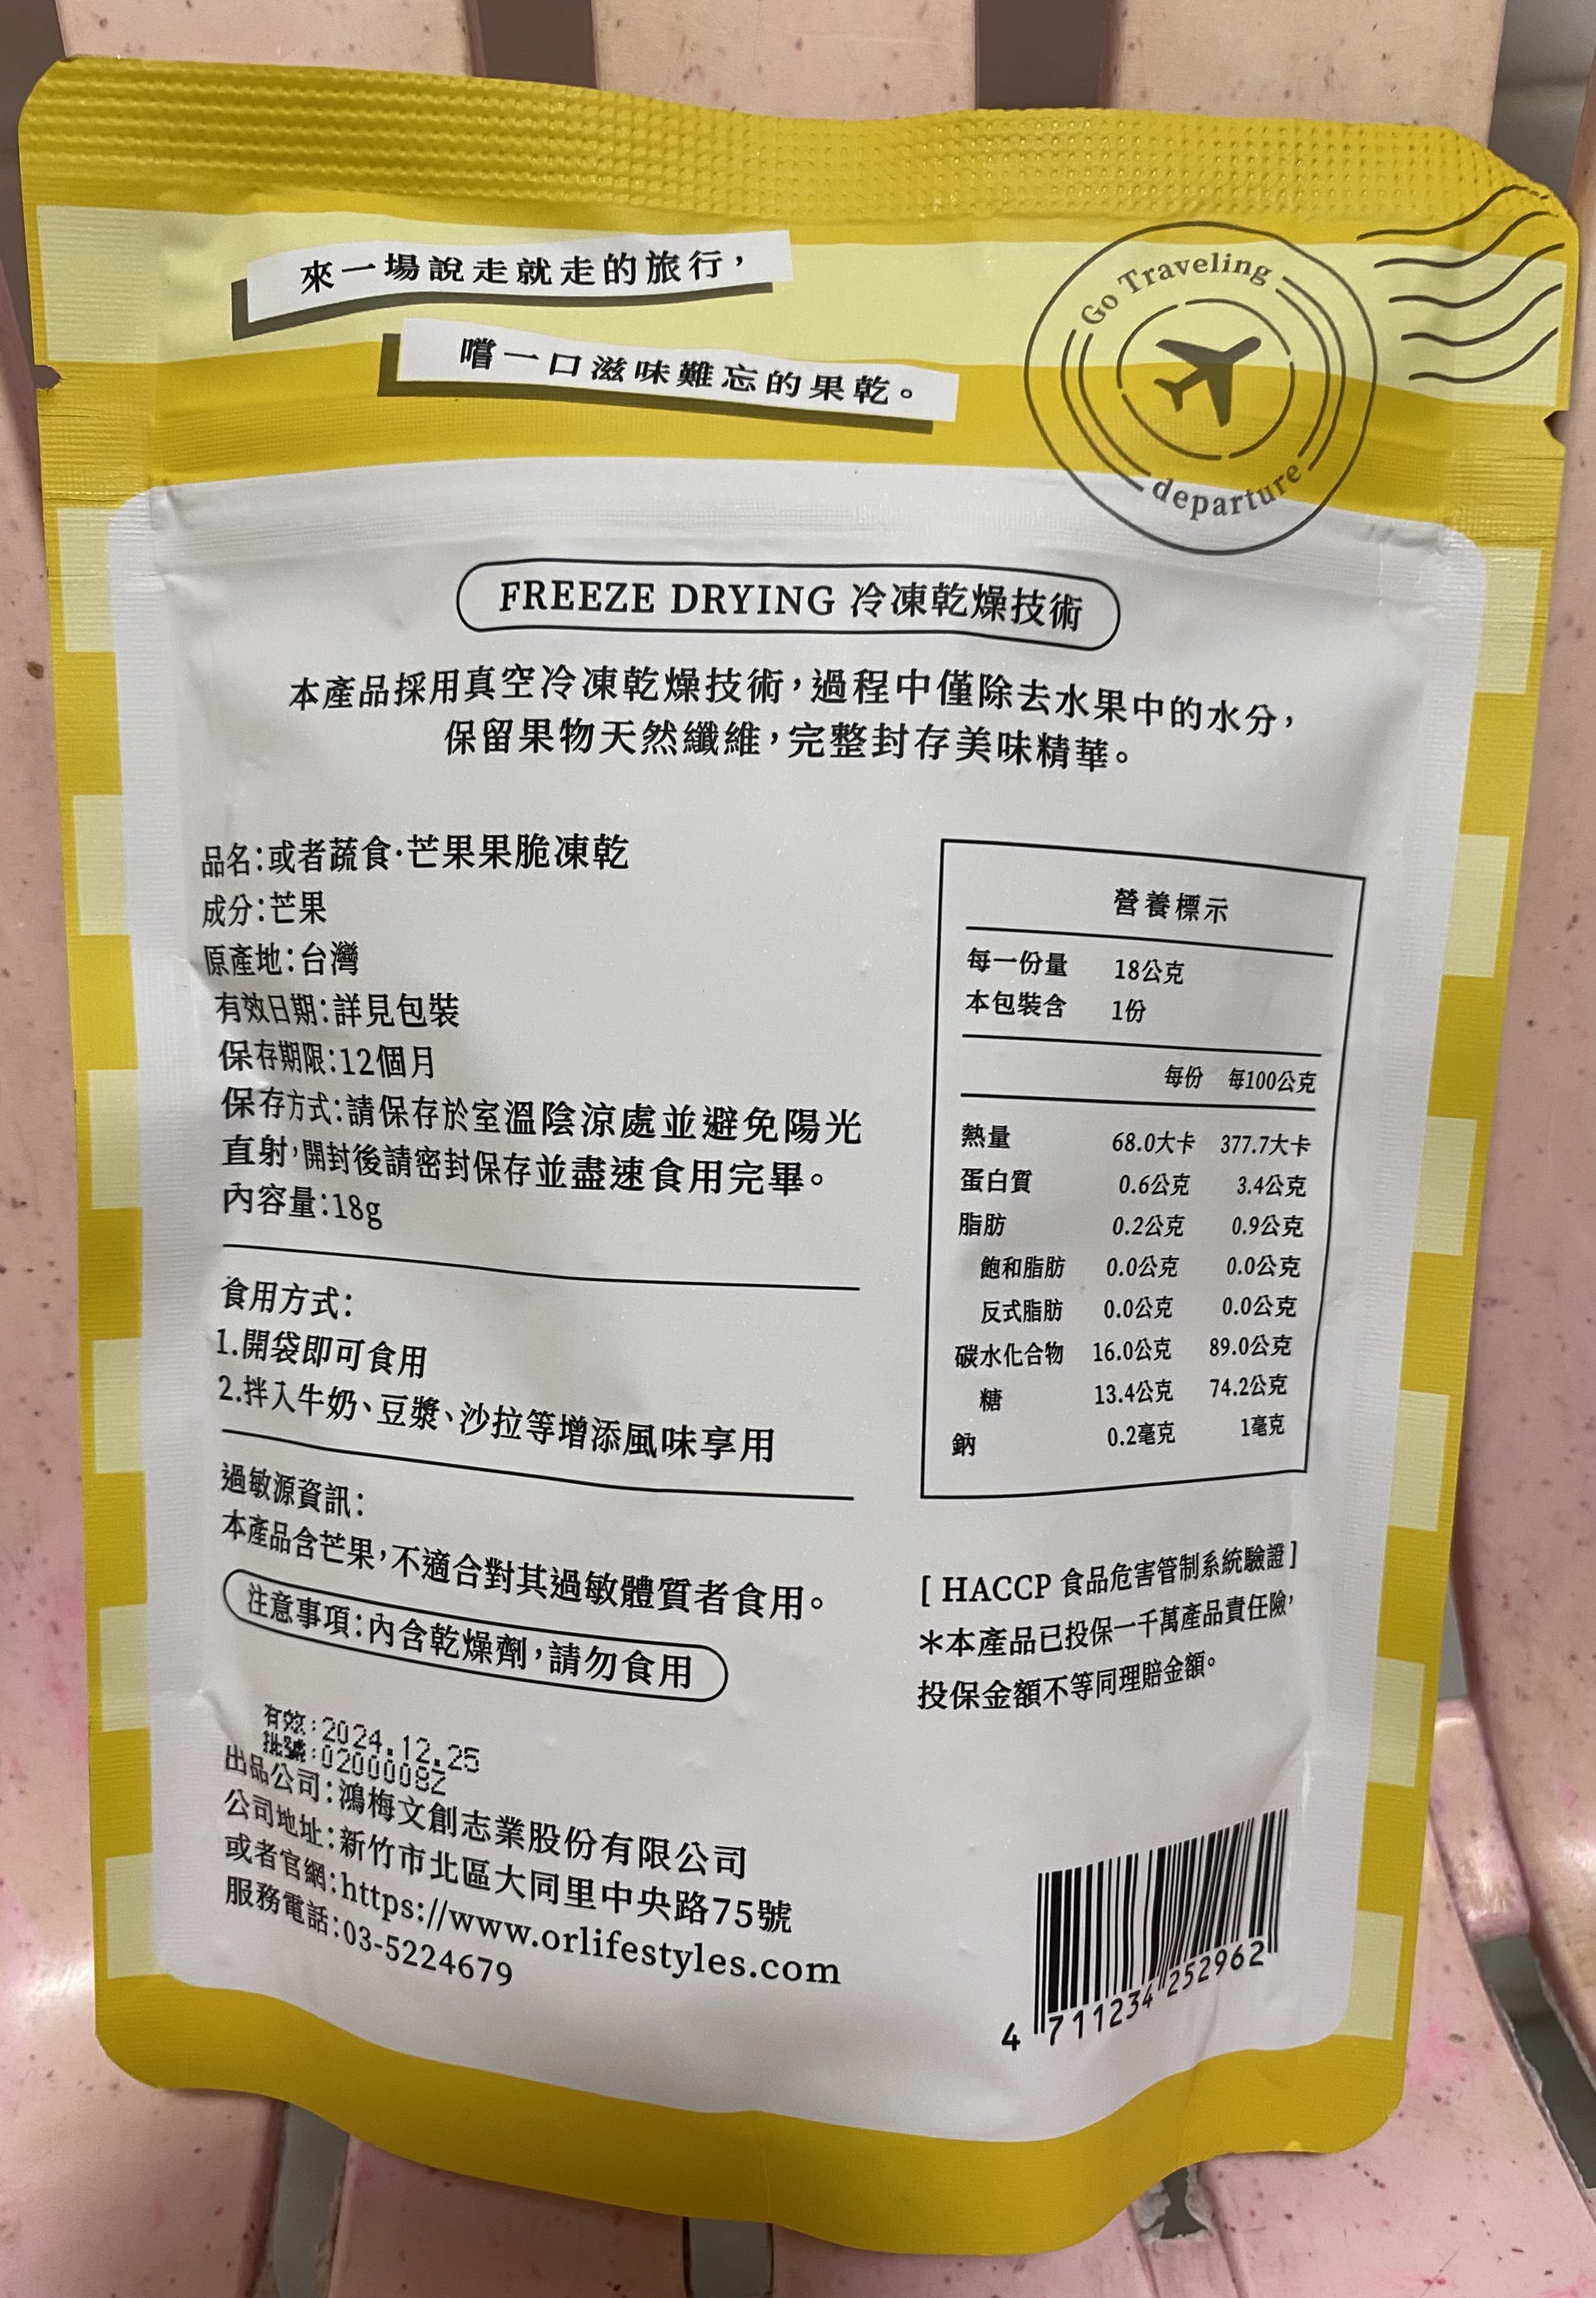 來一場說走就走的旅行，
嚐一口滋味難忘的果乾。
Go Traveling
departure
FREEZE DRYING 冷凍乾燥技術
本產品採用真空冷凍乾燥技術，過程中僅除去水果中的水分，
保留果物天然纖維，完整封存美味精華。
品名：或者蔬食·芒果果脆凍乾
成分：芒果
原產地：台灣
有效日期：詳見包裝
保存期限：12個月
保存方式：請保存於室溫陰涼處並避免陽光
直射，開封後請密封保存並盡速食用完畢。
內容量：18g
食用方式：
1.開袋即可食用
2.拌入牛奶、豆漿、沙拉等增添風味享用
過敏源資訊：
本產品含芒果，不適合對其過敏體質者食用。
注意事項：內含乾燥劑，請勿食用
有效：2024.12.25
批號：02000082
出品公司：鴻梅文創志業股份有限公司
公司地址：新竹市北區大同里中央路75號
或者官網：https://www.orlifestyles.com
服務電話：03-5224679
營養標示
每一份量 18公克
本包裝含 1份
每份 每100公克
熱量 68.0大卡 377.7大卡
蛋白質 0.6公克 3.4公克
脂肪 0.2公克 0.9公克
飽和脂肪 0.0公克 0.0公克
反式脂肪 0.0公克 0.0公克
碳水化合物 16.0公克 89.0公克
糖 13.4公克 74.2公克
鈉 0.2毫克 1毫克
[ HACCP 食品危害管制系統驗證 ]
＊本產品已投保一千萬產品責任險，
投保金額不等同理賠金額。
4 711234 252962